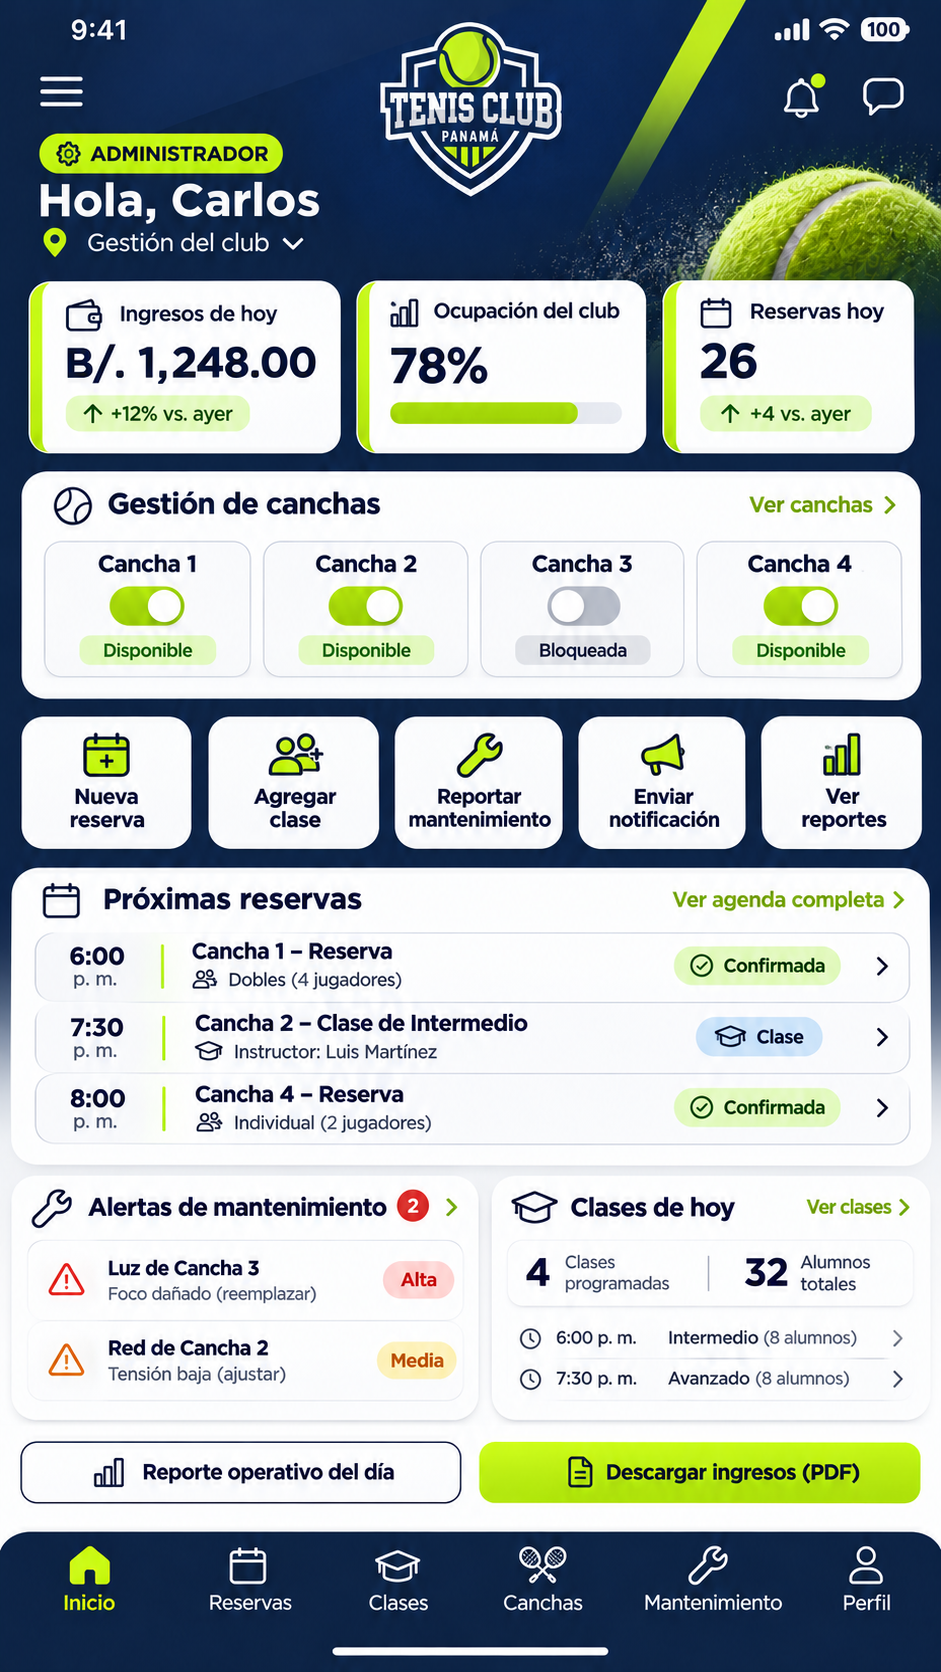 9:41
100
TENIS CLUB
PANAMÁ
ADMINISTRADOR
Hola, Carlos
Gestión del club
Ingresos de hoy
B/. 1,248.00
+12% vs. ayer
Ocupación del club
78%
Reservas hoy
26
+4 vs. ayer
Gestión de canchas
Ver canchas
Cancha 1
Disponible
Cancha 2
Disponible
Cancha 3
Bloqueada
Cancha 4
Disponible
Nueva
reserva
Agregar
clase
Reportar
mantenimiento
Enviar
notificación
Ver
reportes
Próximas reservas
Ver agenda completa
6:00
p. m.
Cancha 1 – Reserva
Dobles (4 jugadores)
Confirmada
7:30
p. m.
Cancha 2 – Clase de Intermedio
Instructor: Luis Martínez
Clase
8:00
p. m.
Cancha 4 – Reserva
Individual (2 jugadores)
Confirmada
Alertas de mantenimiento
2
Luz de Cancha 3
Foco dañado (reemplazar)
Alta
Red de Cancha 2
Tensión baja (ajustar)
Media
Clases de hoy
Ver clases
4
Clases
programadas
32
Alumnos
totales
6:00 p. m. Intermedio (8 alumnos)
7:30 p. m. Avanzado (8 alumnos)
Reporte operativo del día
Descargar ingresos (PDF)
Inicio
Reservas
Clases
Canchas
Mantenimiento
Perfil